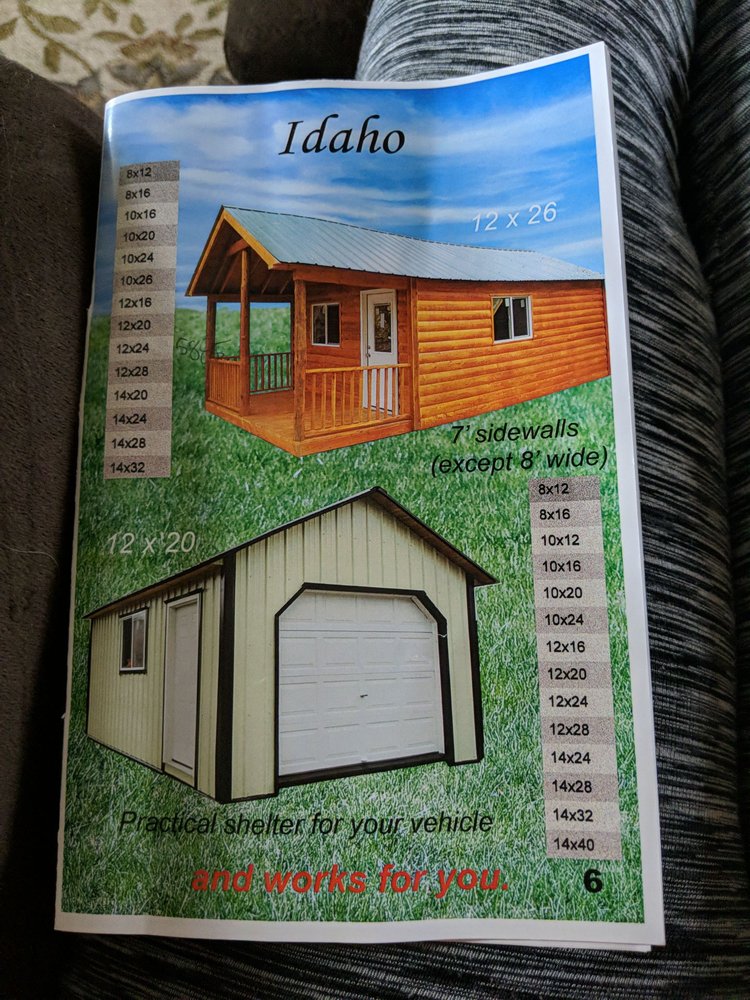 Idaho
8x12
8x16
10x16
10x20
10x24
10x26
12x16
12x20
12x24
12x28
14x20
14x24
14x28
14x32
12 x 26
7' sidewalls
(except 8' wide)
12 x 20
8x12
8x16
10x12
10x16
10x20
10x24
12x16
12x20
12x24
12x28
14x24
14x28
14x32
14x40
Practical shelter for your vehicle
and works for you.
6